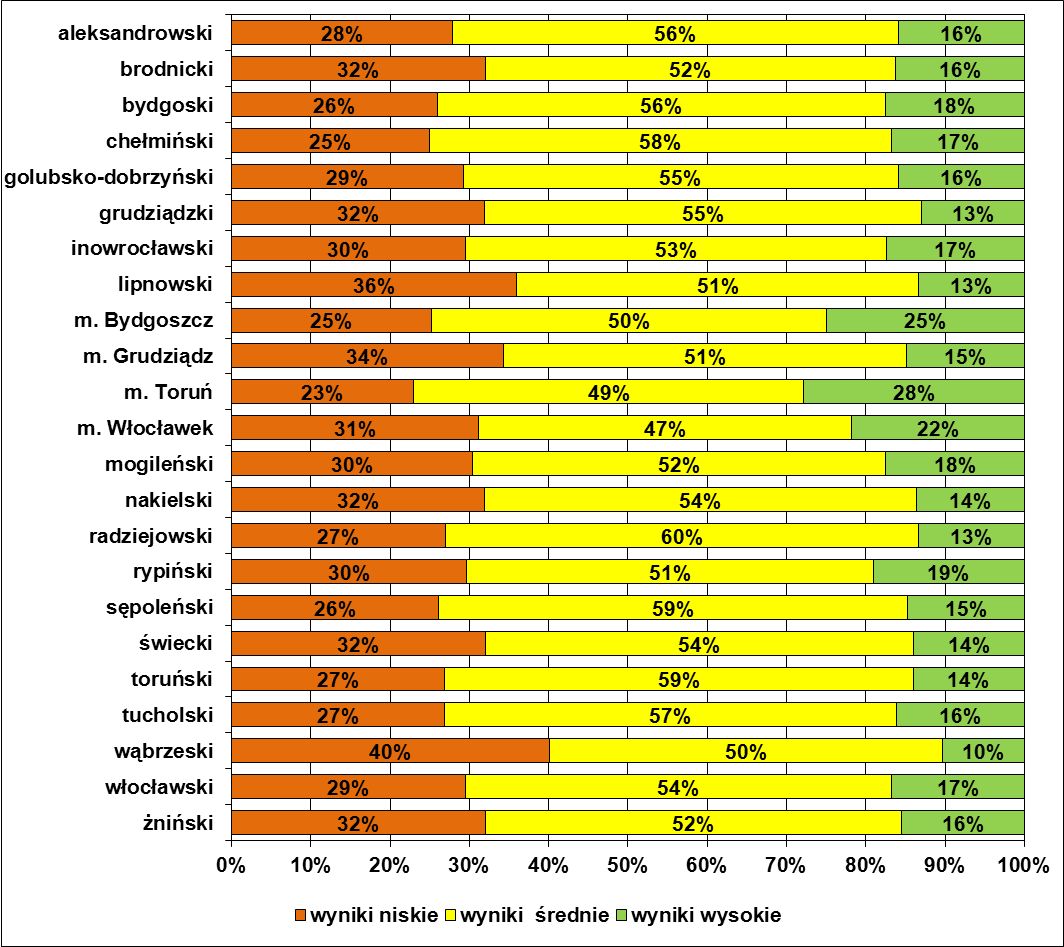 aleksandrowski 28% 56% 16%
brodnicki 32% 52% 16%
bydgoski 26% 56% 18%
chełmiński 25% 58% 17%
golubsko-dobrzyński 29% 55% 16%
grudziądzki 32% 55% 13%
inowrocławski 30% 53% 17%
lipnowski 36% 51% 13%
m. Bydgoszcz 25% 50% 25%
m. Grudziądz 34% 51% 15%
m. Toruń 23% 49% 28%
m. Włocławek 31% 47% 22%
mogileński 30% 52% 18%
nakielski 32% 54% 14%
radziejowski 27% 60% 13%
rypiński 30% 51% 19%
sępoleński 26% 59% 15%
świecki 32% 54% 14%
toruński 27% 59% 14%
tucholski 27% 57% 16%
wąbrzeski 40% 50% 10%
włocławski 29% 54% 17%
żniński 32% 52% 16%
0% 10% 20% 30% 40% 50% 60% 70% 80% 90% 100%
wyniki niskie wyniki średnie wyniki wysokie